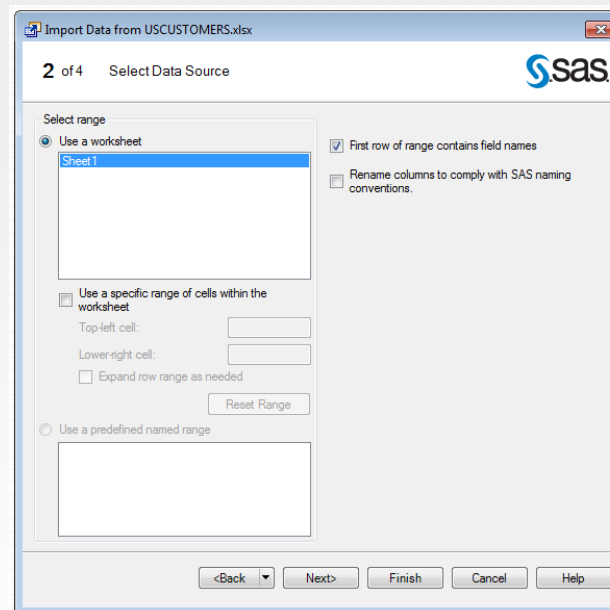 Import Data from USCUSTOMERS.xlsx
2 of 4 Select Data Source
sas
Select range
Use a worksheet
Sheet1
First row of range contains field names
Rename columns to comply with SAS naming
conventions.
Use a specific range of cells within the
worksheet
Top-left cell:
Lower-right cell:
Expand row range as needed
Reset Range
Use a predefined named range
<Back
Next>
Finish
Cancel
Help